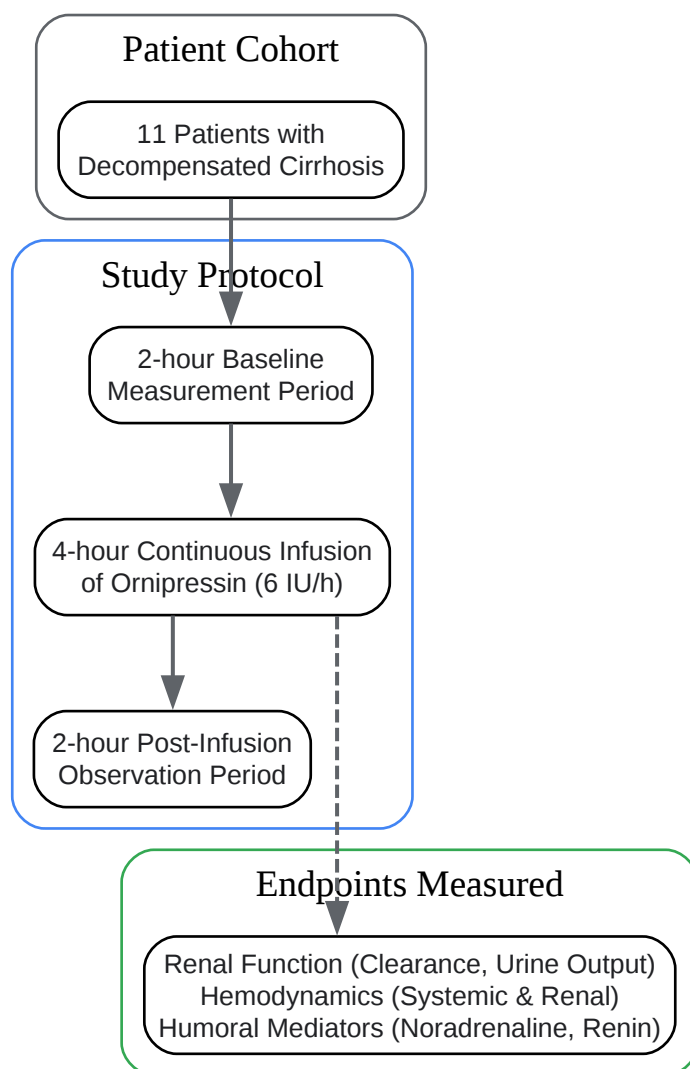 Patient Cohort
11 Patients with
Decompensated Cirrhosis
Study Protocol
2-hour Baseline
Measurement Period
4-hour Continuous Infusion
of Ornipressin (6 IU/h)
2-hour Post-Infusion
Observation Period
Endpoints Measured
Renal Function (Clearance, Urine Output)
Hemodynamics (Systemic & Renal)
Humoral Mediators (Noradrenaline, Renin)